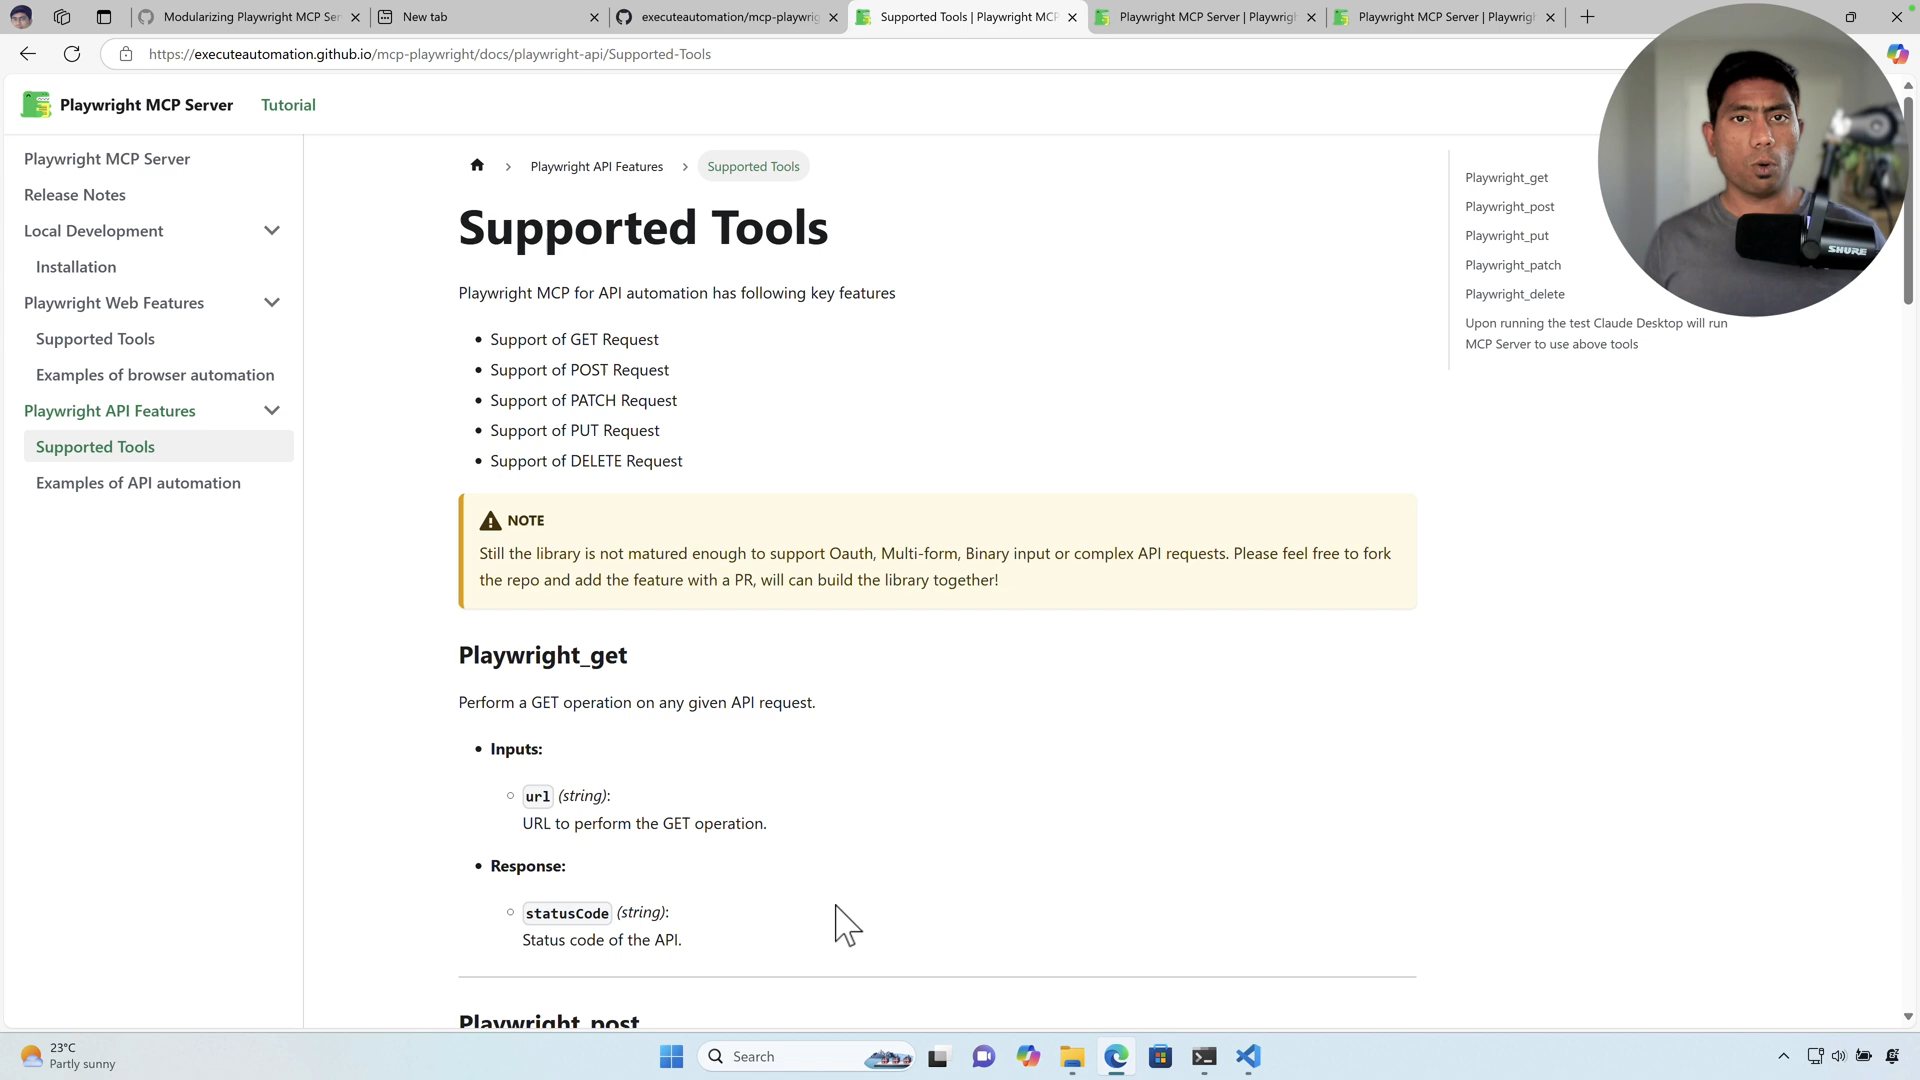 Modularizing Playwright MCP Ser
New tab
executeautomation/mcp-playwrig
Supported Tools | Playwright MCP
Playwright MCP Server | Playwrig
Playwright MCP Server | Playwrig
https://executeautomation.github.io/mcp-playwright/docs/playwright-api/Supported-Tools
Playwright MCP Server
Tutorial
Playwright MCP Server
Release Notes
Local Development
Installation
Playwright Web Features
Supported Tools
Examples of browser automation
Playwright API Features
Supported Tools
Examples of API automation
Playwright API Features
Supported Tools
Supported Tools
Playwright MCP for API automation has following key features
Support of GET Request
Support of POST Request
Support of PATCH Request
Support of PUT Request
Support of DELETE Request
NOTE
Still the library is not matured enough to support Oauth, Multi-form, Binary input or complex API requests. Please feel free to fork
the repo and add the feature with a PR, will can build the library together!
Playwright_get
Perform a GET operation on any given API request.
Inputs:
url (string):
URL to perform the GET operation.
Response:
statusCode (string):
Status code of the API.
Playwright_post
Playwright_get
Playwright_post
Playwright_put
Playwright_patch
Playwright_delete
Upon running the test Claude Desktop will run
MCP Server to use above tools
SHURE
23°C
Partly sunny
Search